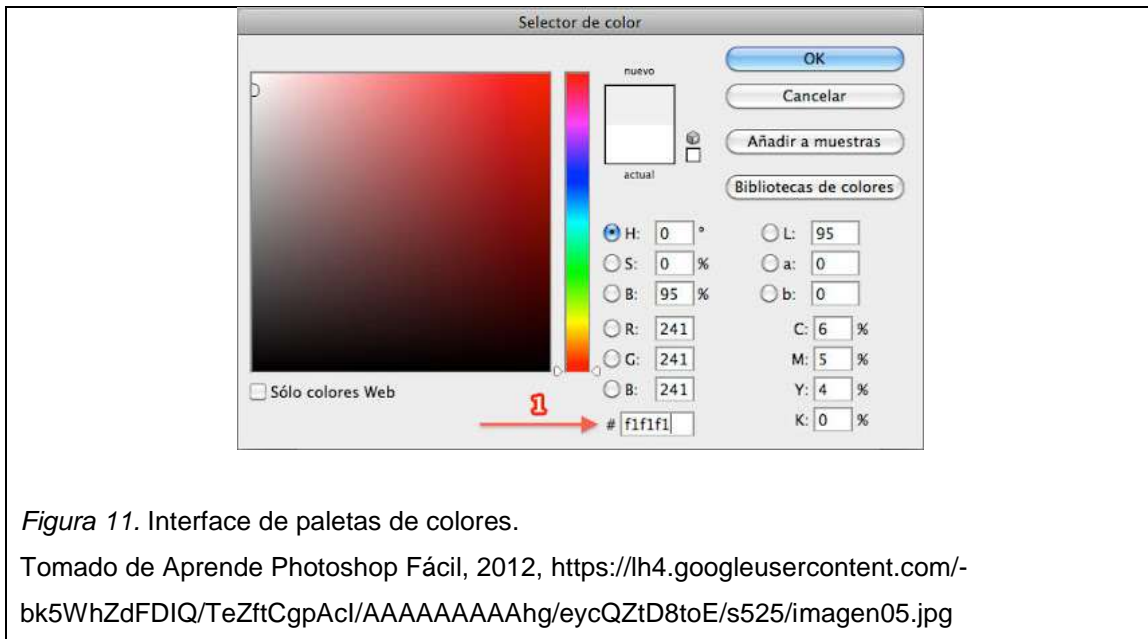 Selector de color
nuevo
actual
OK
Cancelar
Añadir a muestras
Bibliotecas de colores
H: 0 °
S: 0 %
B: 95 %
R: 241
G: 241
B: 241
# f1f1f1
L: 95
a: 0
b: 0
C: 6 %
M: 5 %
Y: 4 %
K: 0 %
Sólo colores Web
1
Figura 11. Interface de paletas de colores.
Tomado de Aprende Photoshop Fácil, 2012, https://lh4.googleusercontent.com/-
bk5WhZdFDIQ/TeZftCgpAcI/AAAAAAAAAhg/eycQZtD8toE/s525/imagen05.jpg